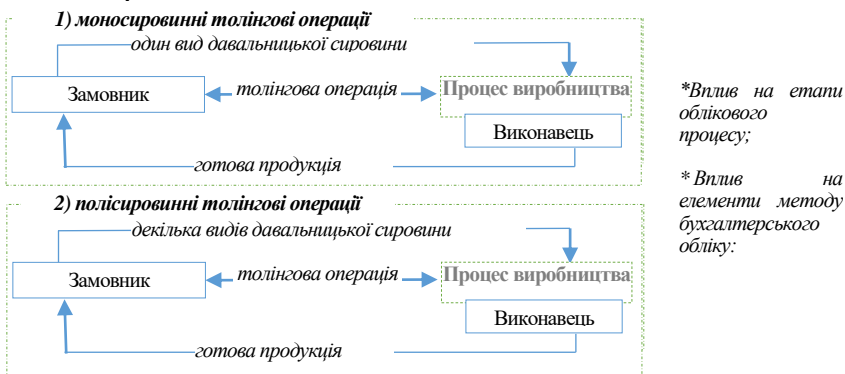 1) моносировинні толінгові операції
один вид давальницької сировини
Замовник
толінгова операція
Процес виробництва
Виконавець
готова продукція
2) полісировинні толінгові операції
декілька видів давальницької сировини
Замовник
толінгова операція
Процес виробництва
Виконавець
готова продукція
*Вплив на етапи
облікового
процесу;
* Вплив на
елементи методу
бухгалтерського
обліку: